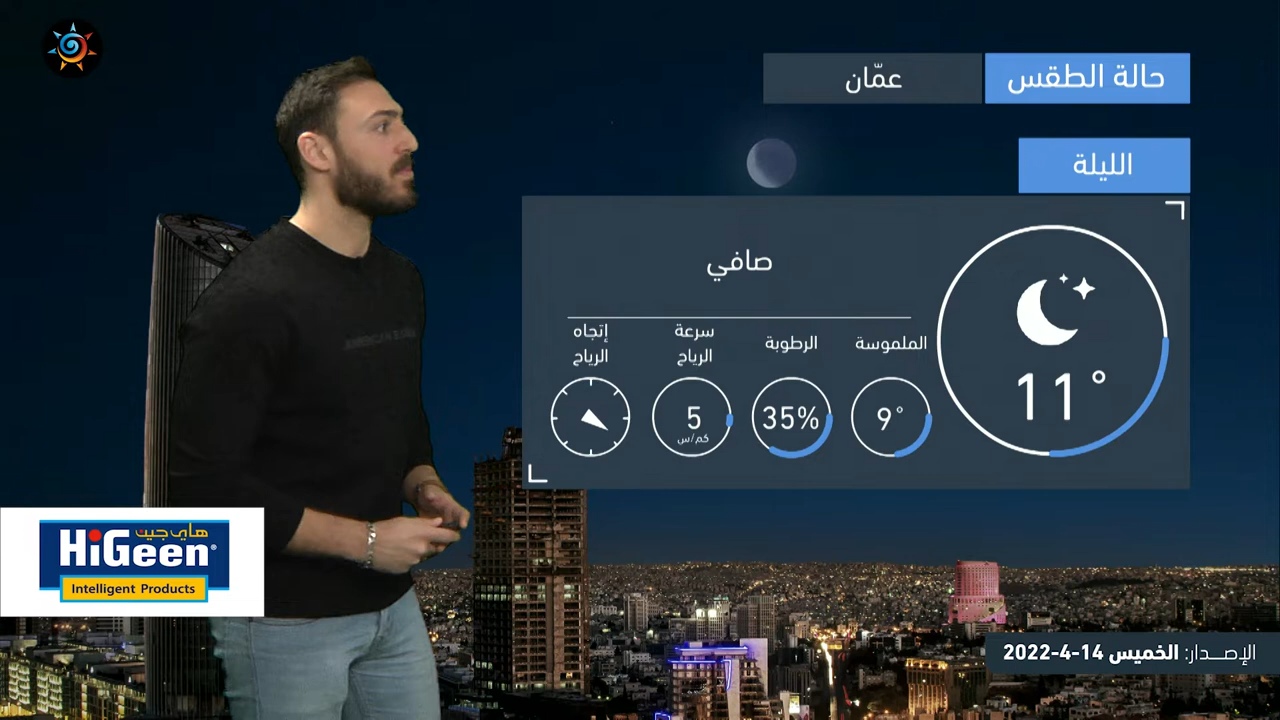 حالة الطقس
عمّان
الليلة
صافي
11°
الملموسة
9°
الرطوبة
35%
سرعة
الرياح
5
كم/س
إتجاه
الرياح
هاي جين
HiGeen®
Intelligent Products
الإصــدار: الخميس 14-4-2022